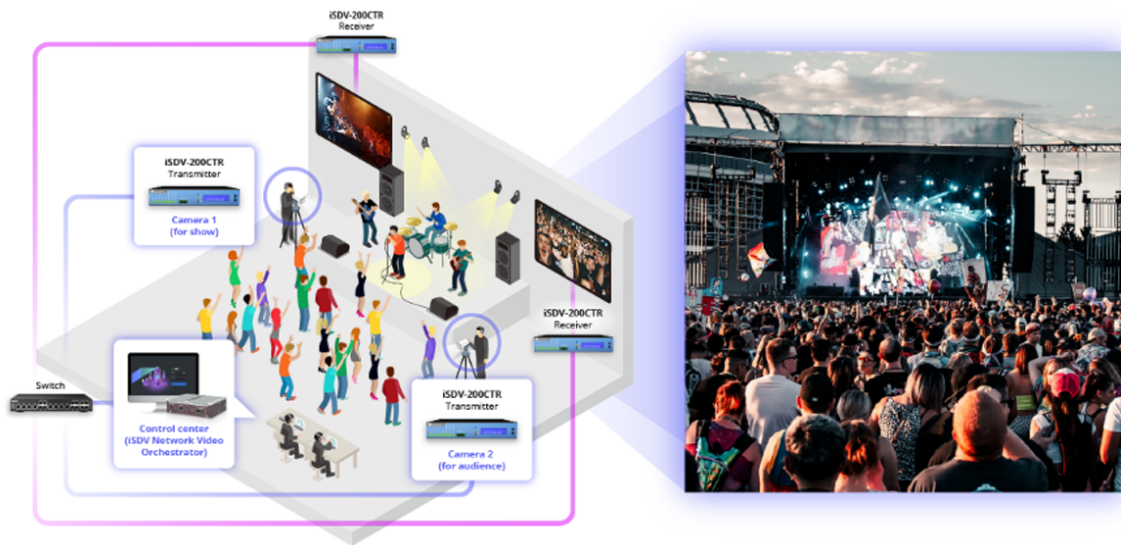 iSDV-200CTR
Receiver
iSDV-200CTR
Transmitter
Camera 1
(for show)
iSDV-200CTR
Receiver
Switch
Control center
(iSDV Network Video
Orchestrator)
iSDV-200CTR
Transmitter
Camera 2
(for audience)